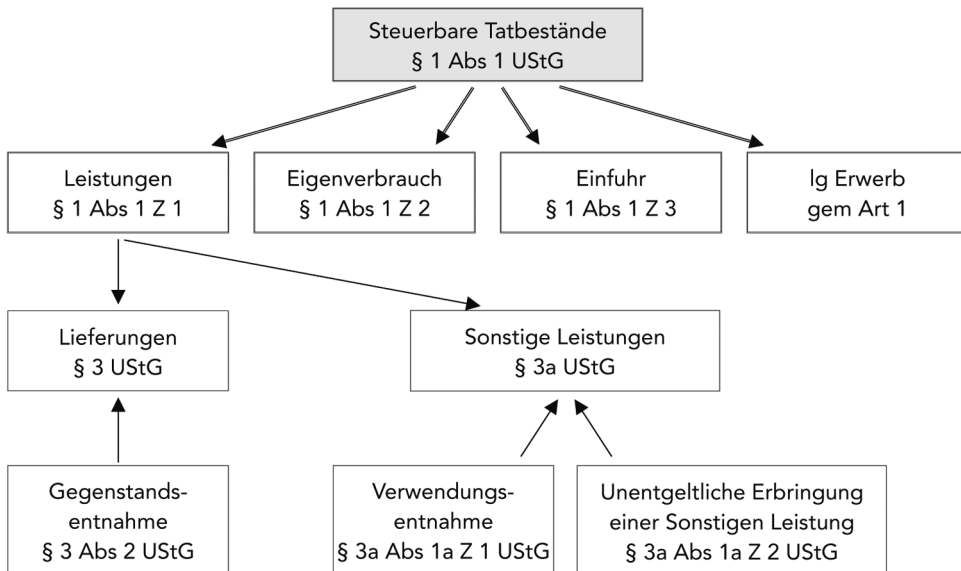 Steuerbare Tatbestände
§ 1 Abs 1 UStG
Leistungen
§ 1 Abs 1 Z 1
Eigenverbrauch
§ 1 Abs 1 Z 2
Einfuhr
§ 1 Abs 1 Z 3
Ig Erwerb
gem Art 1
Lieferungen
§ 3 UStG
Sonstige Leistungen
§ 3a UStG
Gegenstands-
entnahme
§ 3 Abs 2 UStG
Verwendungs-
entnahme
§ 3a Abs 1a Z 1 UStG
Unentgeltliche Erbringung
einer Sonstigen Leistung
§ 3a Abs 1a Z 2 UStG